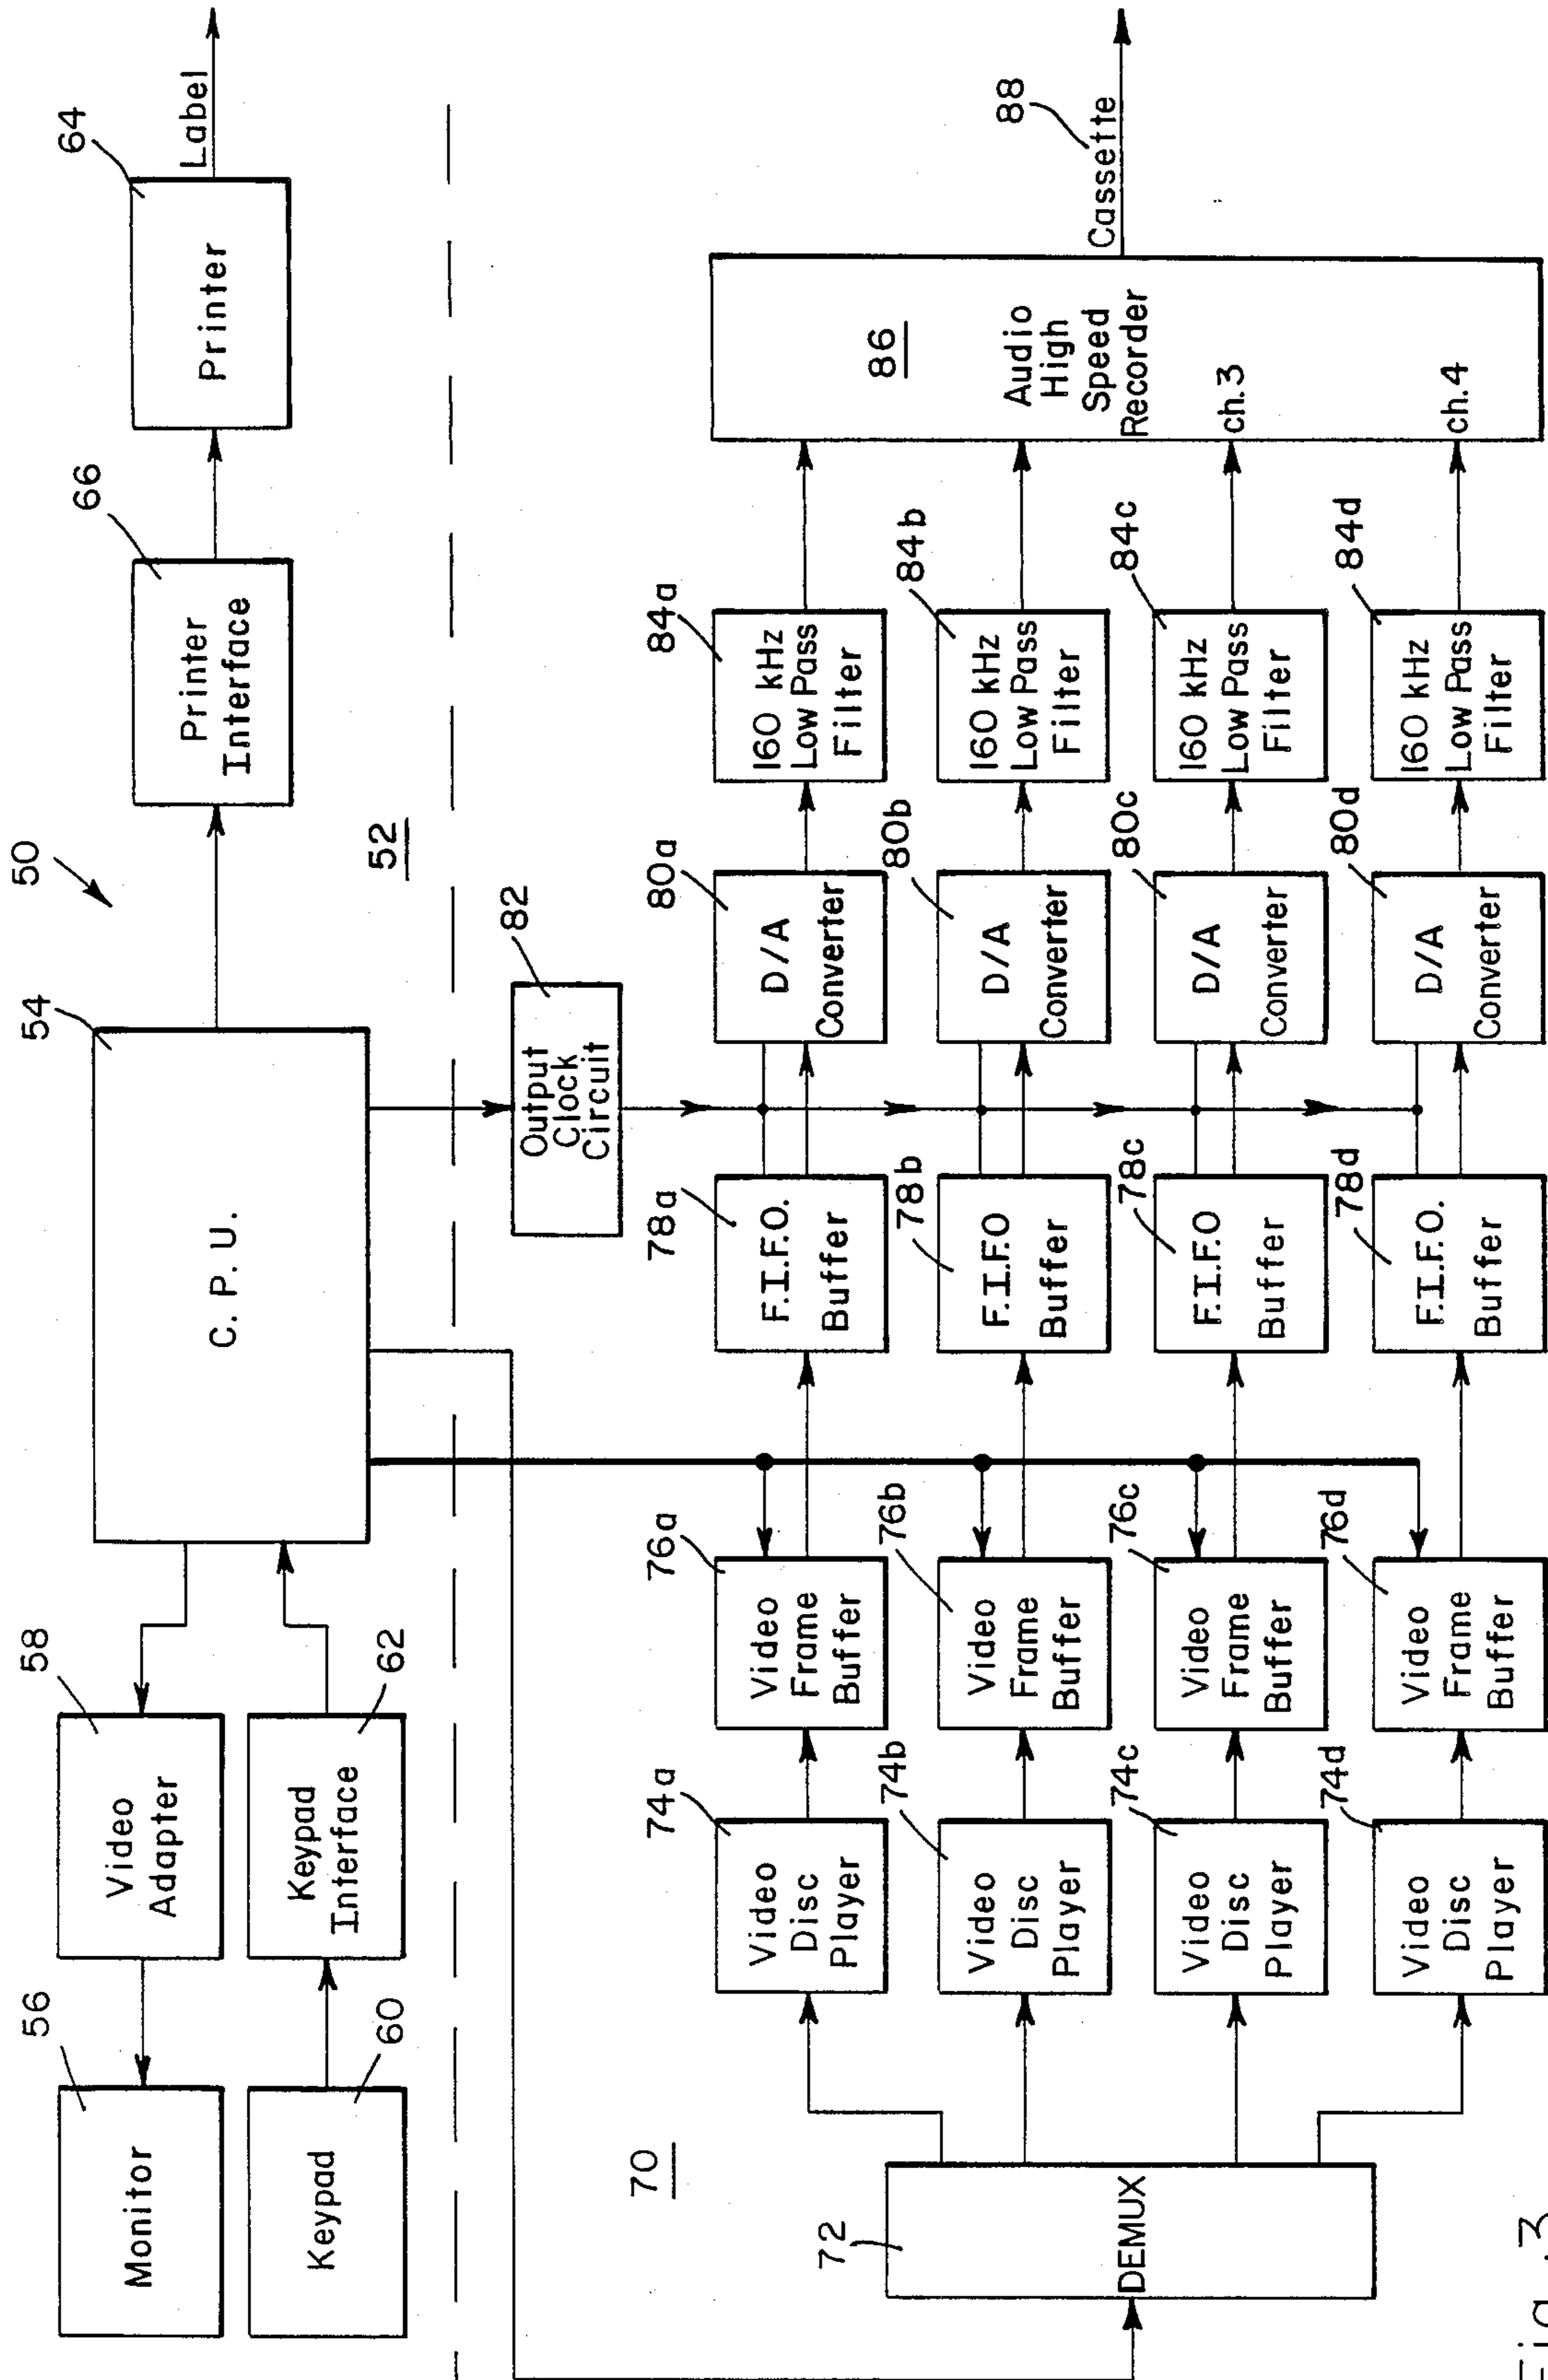 50
56
Monitor
58
Video
Adapter
60
Keypad
62
Keypad
Interface
54
C. P. U.
66
Printer
Interface
64
Printer
Label
52
70
72
DEMUX
82
Output
Clock
Circuit
74a
Video
Disc
Player
76a
Video
Frame
Buffer
78a
F.I.F.O.
Buffer
80a
D/A
Converter
84a
160 kHz
Low Pass
Filter
74b
Video
Disc
Player
76b
Video
Frame
Buffer
78b
F.I.F.O
Buffer
80b
D/A
Converter
84b
160 kHz
Low Pass
Filter
74c
Video
Disc
Player
76c
Video
Frame
Buffer
78c
F.I.F.O
Buffer
80c
D/A
Converter
84c
160 kHz
Low Pass
Filter
74d
Video
Disc
Player
76d
Video
Frame
Buffer
78d
F.I.F.O.
Buffer
80d
D/A
Converter
84d
160 kHz
Low Pass
Filter
86
Audio
High
Speed
Recorder
ch.3
ch.4
88
Cassette
Fig. 3